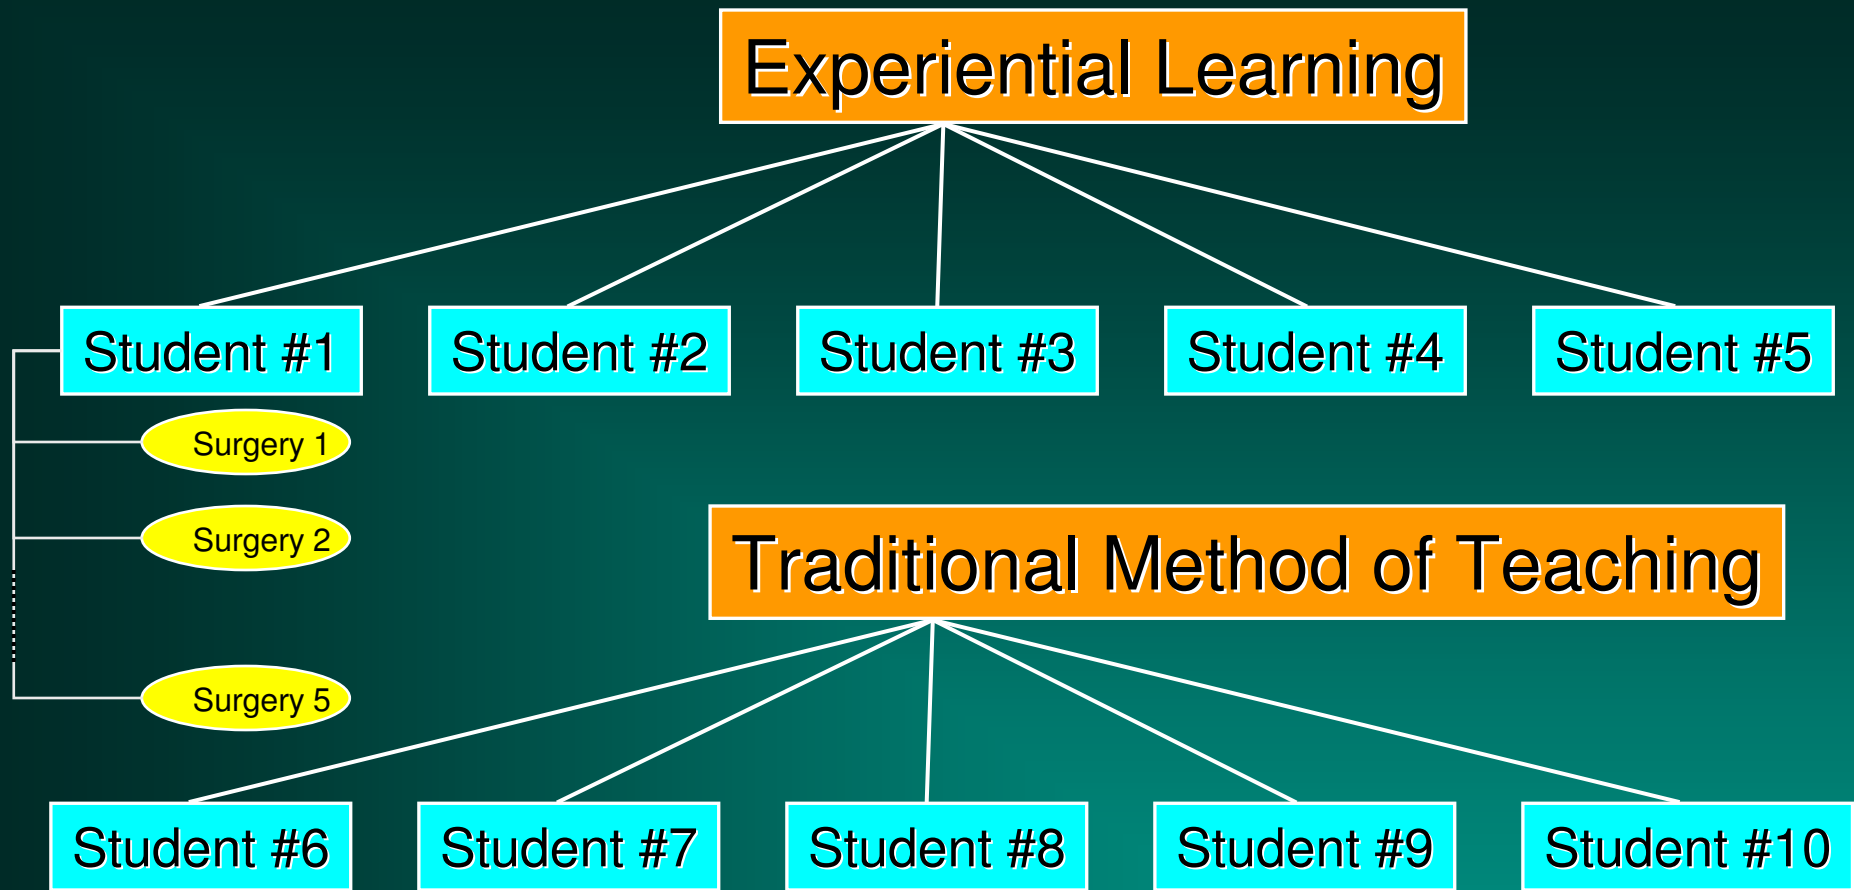 Experiential Learning
Student #1
Student #2
Student #3
Student #4
Student #5
Surgery 1
Surgery 2
Surgery 5
Traditional Method of Teaching
Student #6
Student #7
Student #8
Student #9
Student #10